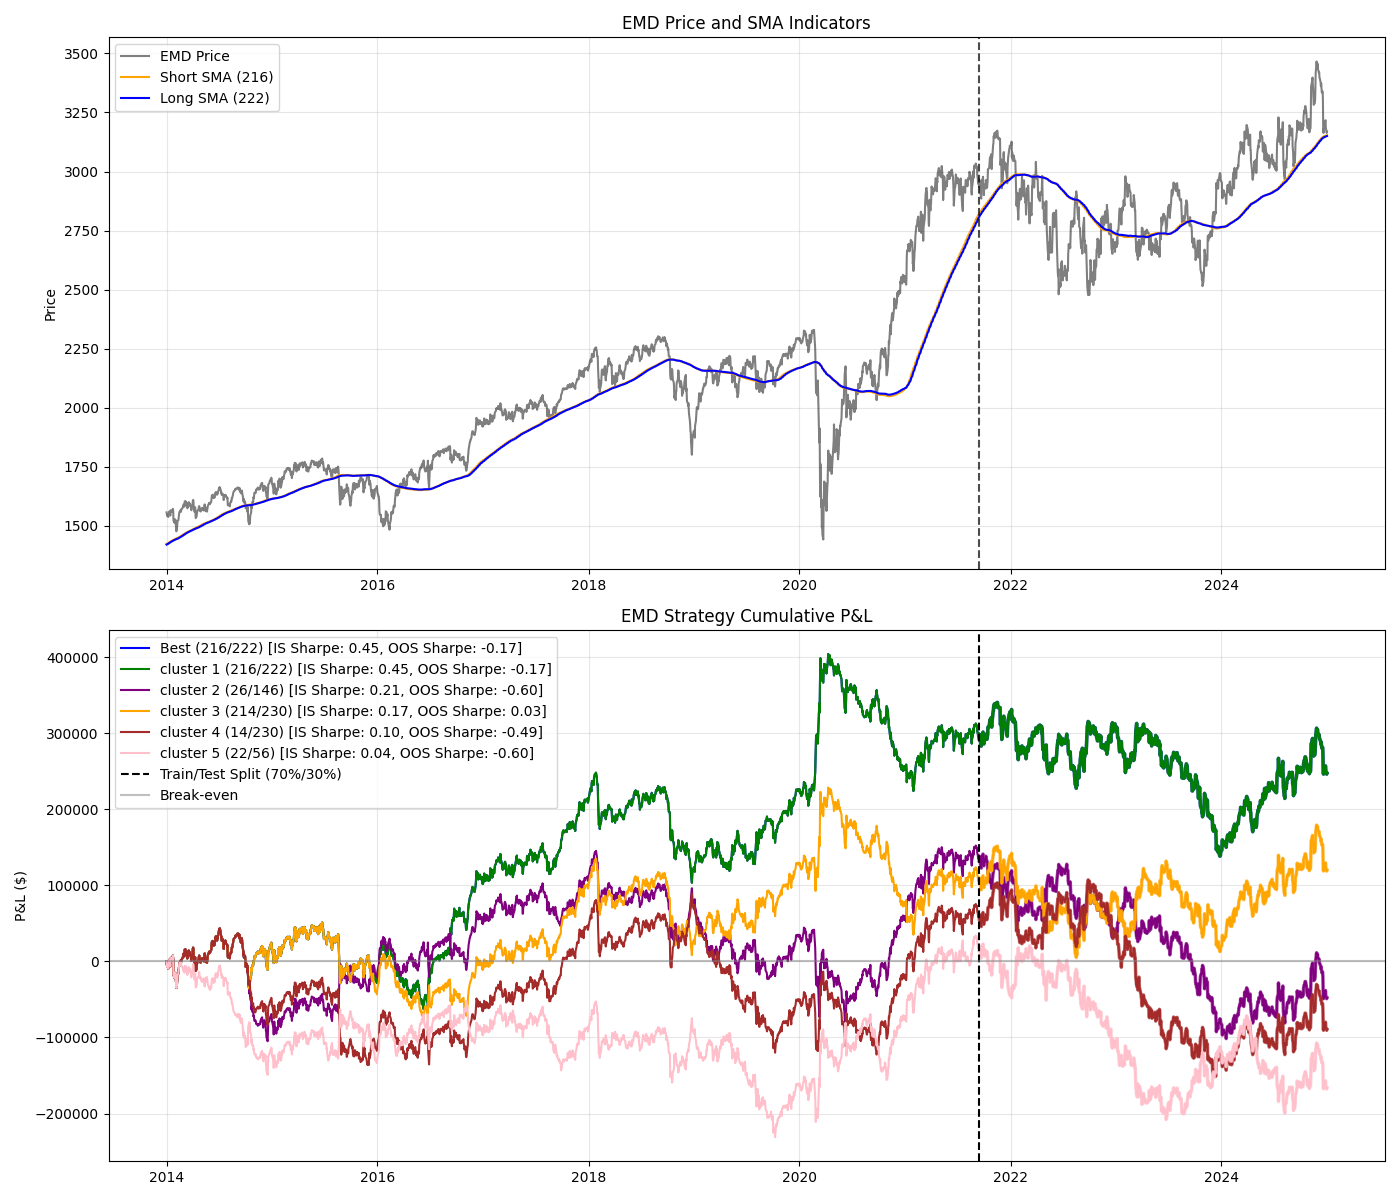 EMD Price and SMA Indicators
EMD Price
Short SMA (216)
Long SMA (222)
3500
3250
3000
2750
2500
2250
2000
1750
1500
Price
2014
2016
2018
2020
2022
2024
EMD Strategy Cumulative P&L
Best (216/222) [IS Sharpe: 0.45, OOS Sharpe: -0.17]
cluster 1 (216/222) [IS Sharpe: 0.45, OOS Sharpe: -0.17]
cluster 2 (26/146) [IS Sharpe: 0.21, OOS Sharpe: -0.60]
cluster 3 (214/230) [IS Sharpe: 0.17, OOS Sharpe: 0.03]
cluster 4 (14/230) [IS Sharpe: 0.10, OOS Sharpe: -0.49]
cluster 5 (22/56) [IS Sharpe: 0.04, OOS Sharpe: -0.60]
Train/Test Split (70%/30%)
Break-even
400000
300000
200000
100000
0
−100000
−200000
P&L ($)
2014
2016
2018
2020
2022
2024